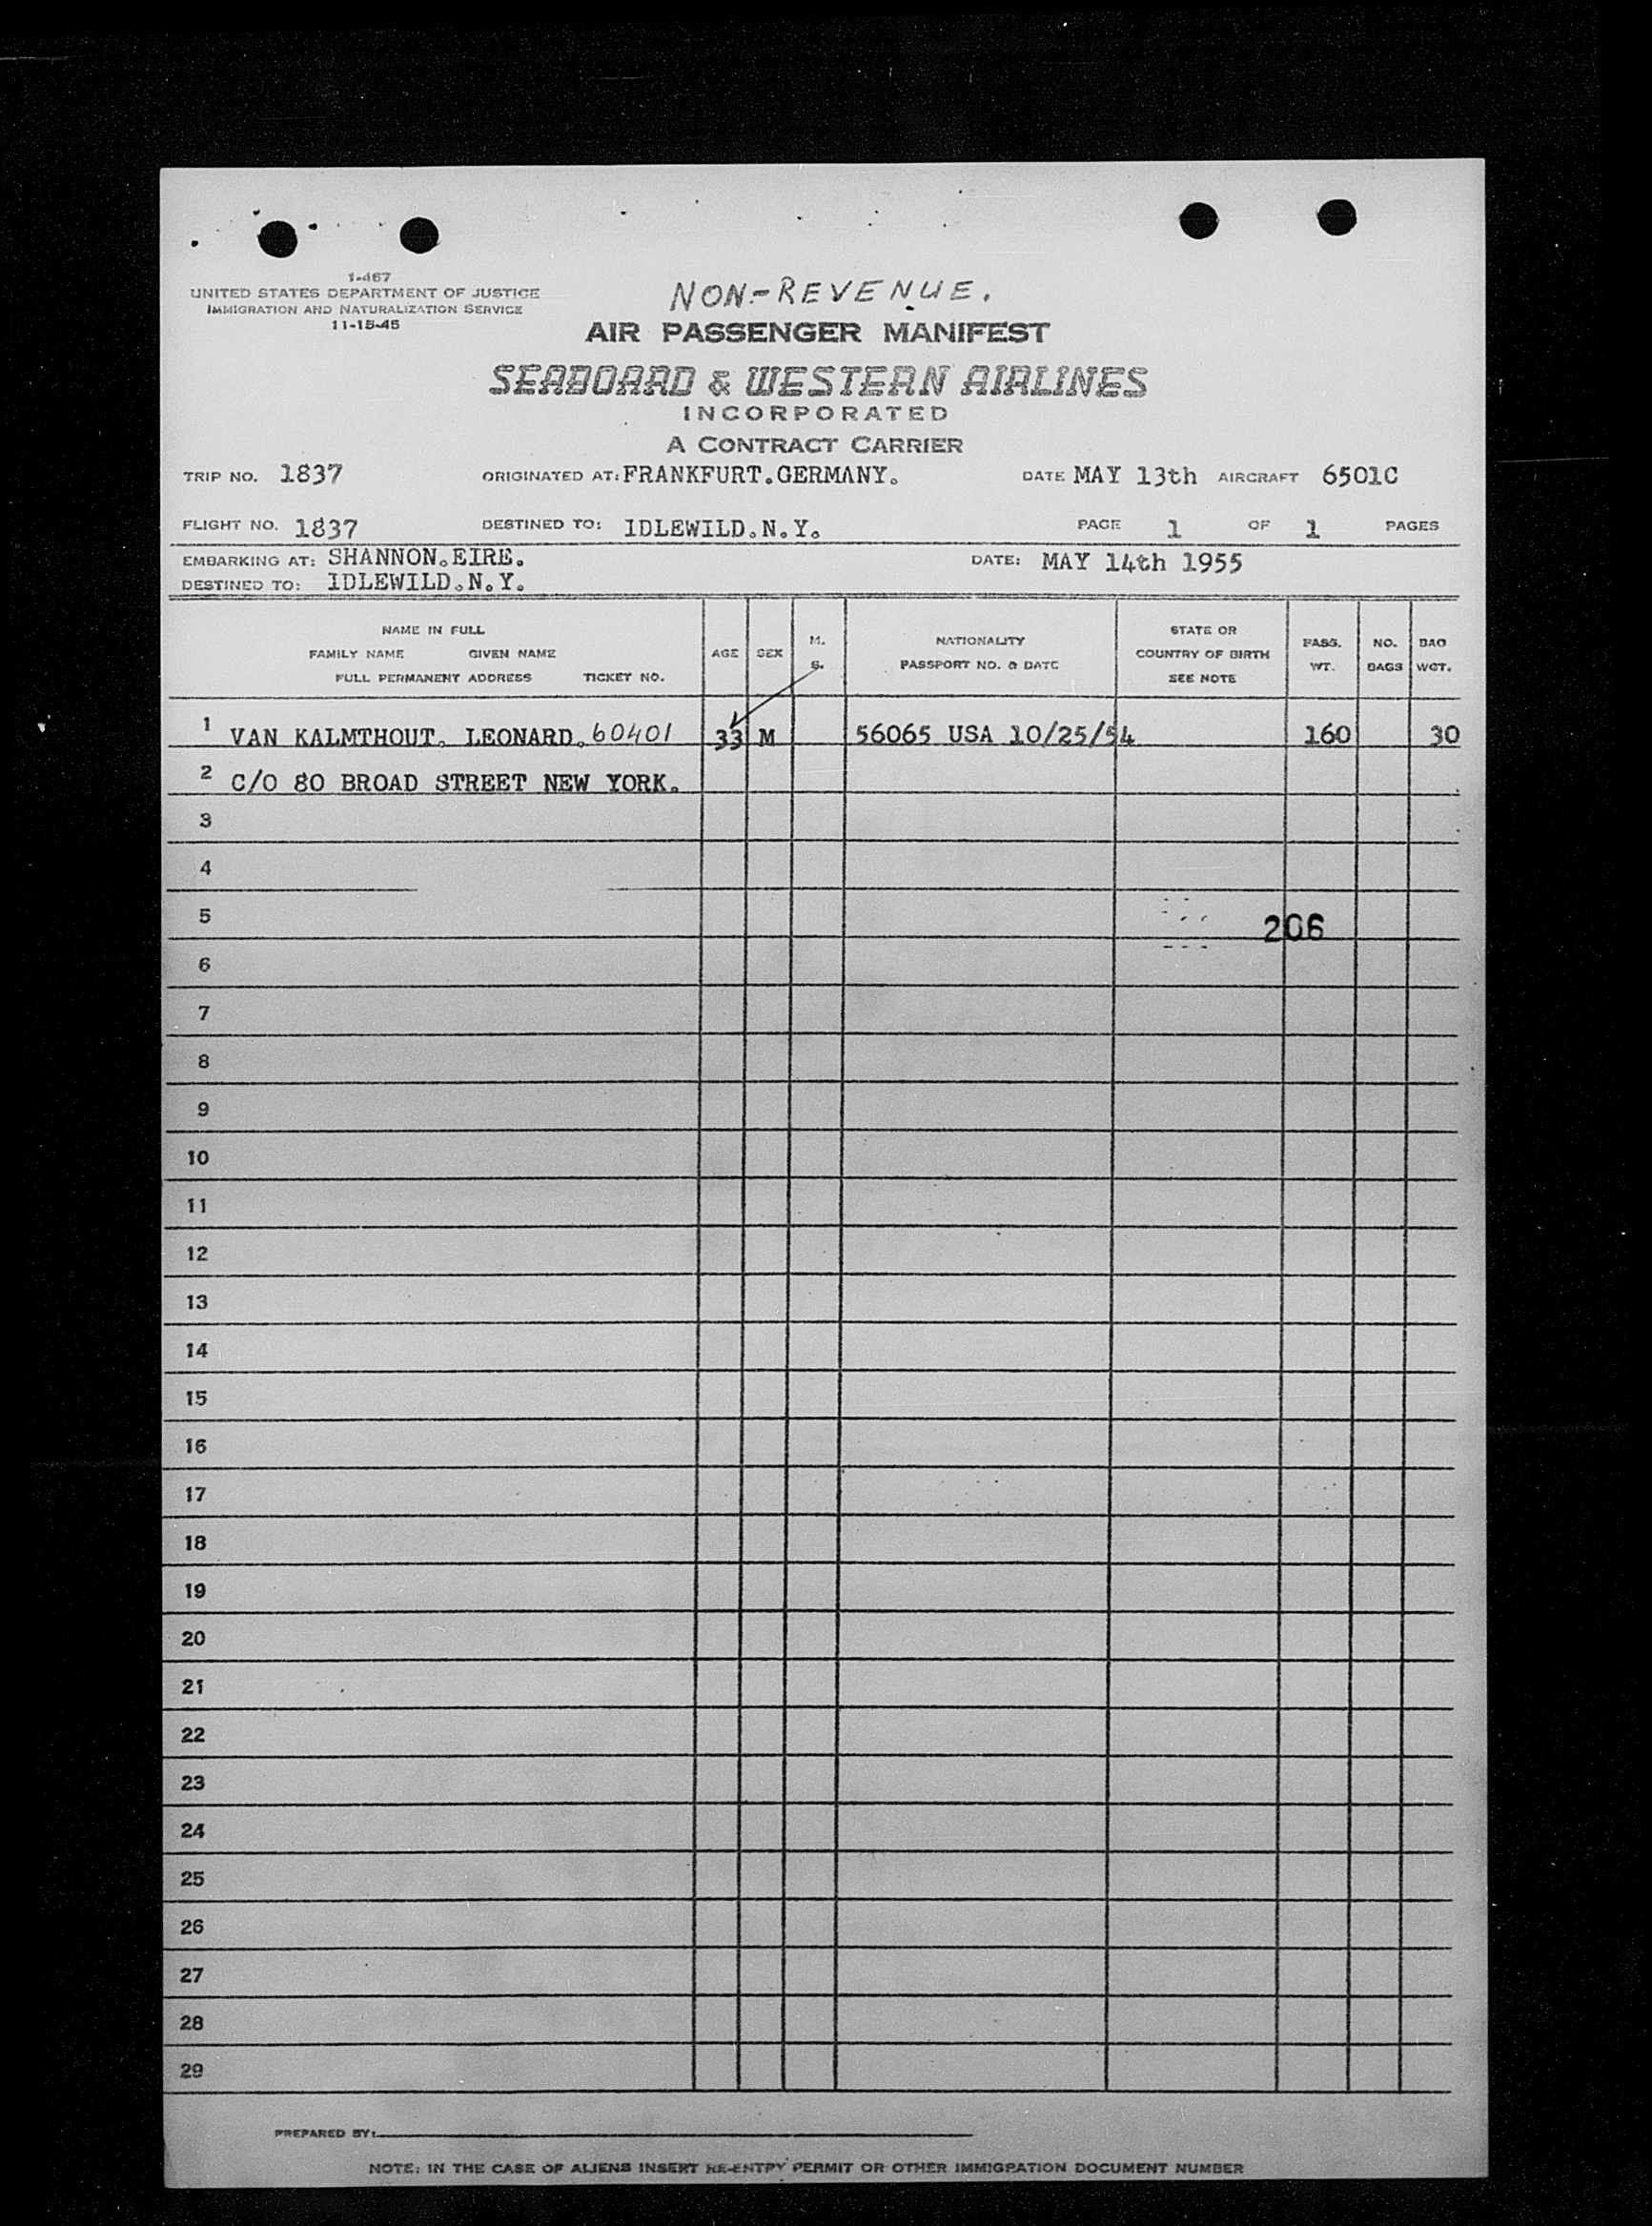 1-467
UNITED STATES DEPARTMENT OF JUSTICE
IMMIGRATION AND NATURALIZATION SERVICE
11-15-45
NON-REVENUE.
AIR PASSENGER MANIFEST
SEABOARD & WESTERN AIRLINES
INCORPORATED
A CONTRACT CARRIER
TRIP NO. 1837 ORIGINATED AT: FRANKFURT.GERMANY. DATE MAY 13th AIRCRAFT 6501C
FLIGHT NO. 1837 DESTINED TO: IDLEWILD.N.Y. PAGE 1 OF 1 PAGES
EMBARKING AT: SHANNON.EIRE. DATE: MAY 14th 1955
DESTINED TO: IDLEWILD.N.Y.
NAME IN FULL
FAMILY NAME GIVEN NAME
FULL PERMANENT ADDRESS TICKET NO.
AGE
SEX
M.
S.
NATIONALITY
PASSPORT NO. & DATE
STATE OR
COUNTRY OF BIRTH
SEE NOTE
PASS.
WT.
NO.
BAGS
BAG
WGT.
1 VAN KALMTHOUT. LEONARD. 60401 33 M 56065 USA 10/25/54 160 30
2 C/O 80 BROAD STREET NEW YORK.
3
4
5 206
6
7
8
9
10
11
12
13
14
15
16
17
18
19
20
21
22
23
24
25
26
27
28
29
PREPARED BY:
NOTE: IN THE CASE OF ALIENS INSERT RE-ENTRY PERMIT OR OTHER IMMIGRATION DOCUMENT NUMBER